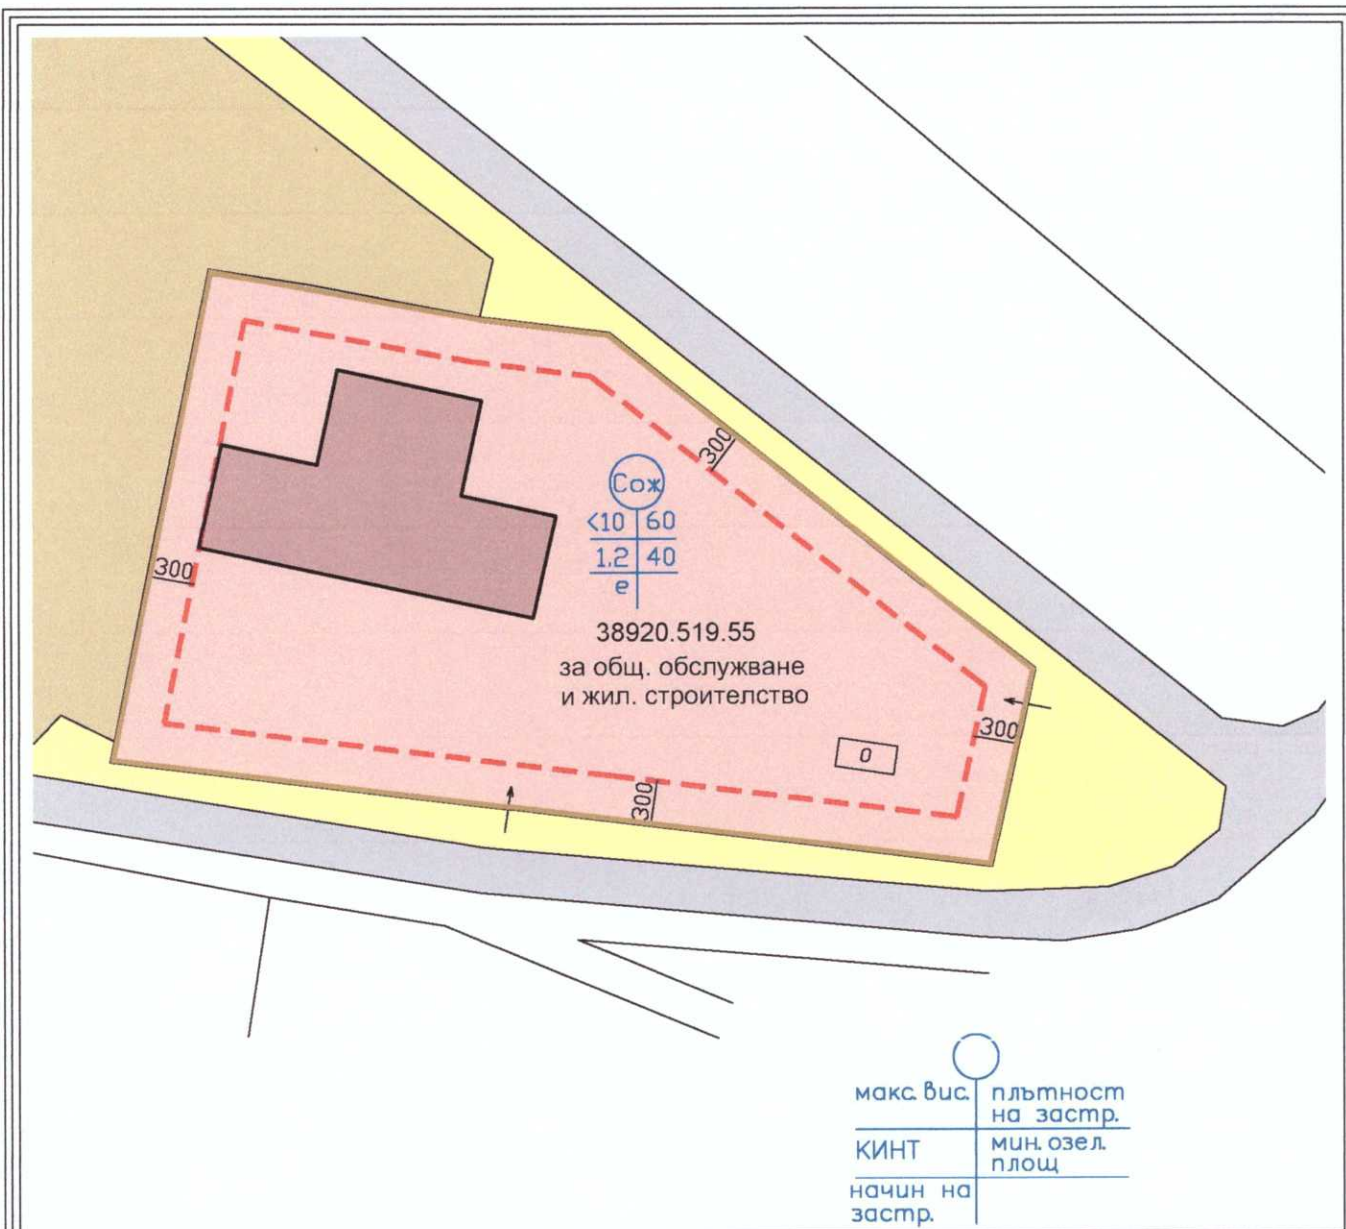 300
Сож
<10 60
1.2 40
е
300
38920.519.55
за общ. обслужване
и жил. строителство
300
0
300
макс. вис. плътност
на застр.
КИНТ мин. озел.
площ
начин на
застр.